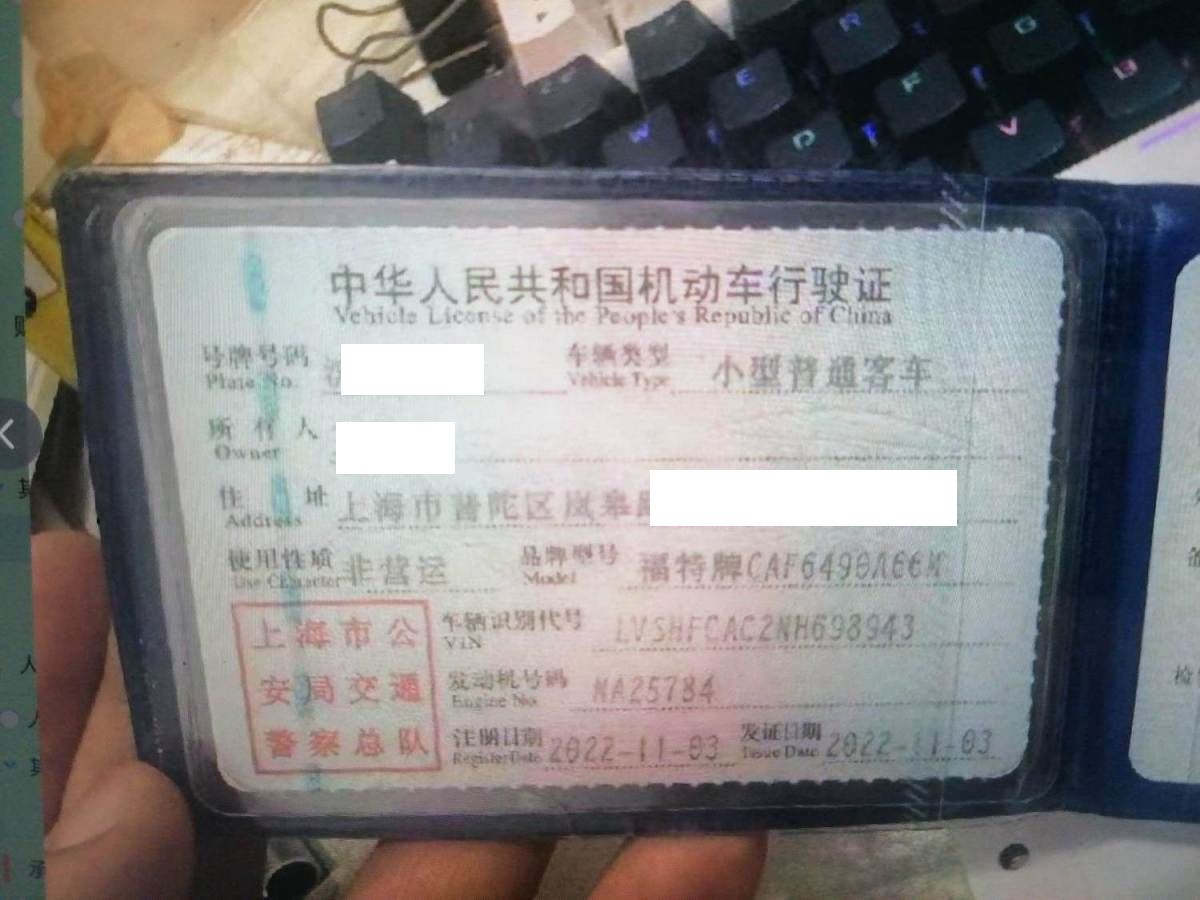 中华人民共和国机动车行驶证
Vehicle License of the People's Republic of China
号牌号码 车辆类型 小型普通客车
Plate No. Vehicle Type
所有人
Owner
住址 上海市普陀区岚皋
Address
使用性质 非营运 品牌型号 福特牌CAF6490A66N
Use Character Model
上海市公
安局交通
警察总队
车辆识别代号 LVSHFCAC2NH698943
VIN
发动机号码 NA25784
Engine No.
注册日期 2022-11-03 发证日期 2022-11-03
Register Date Issue Date
W
E
R
D
F
G
V
B